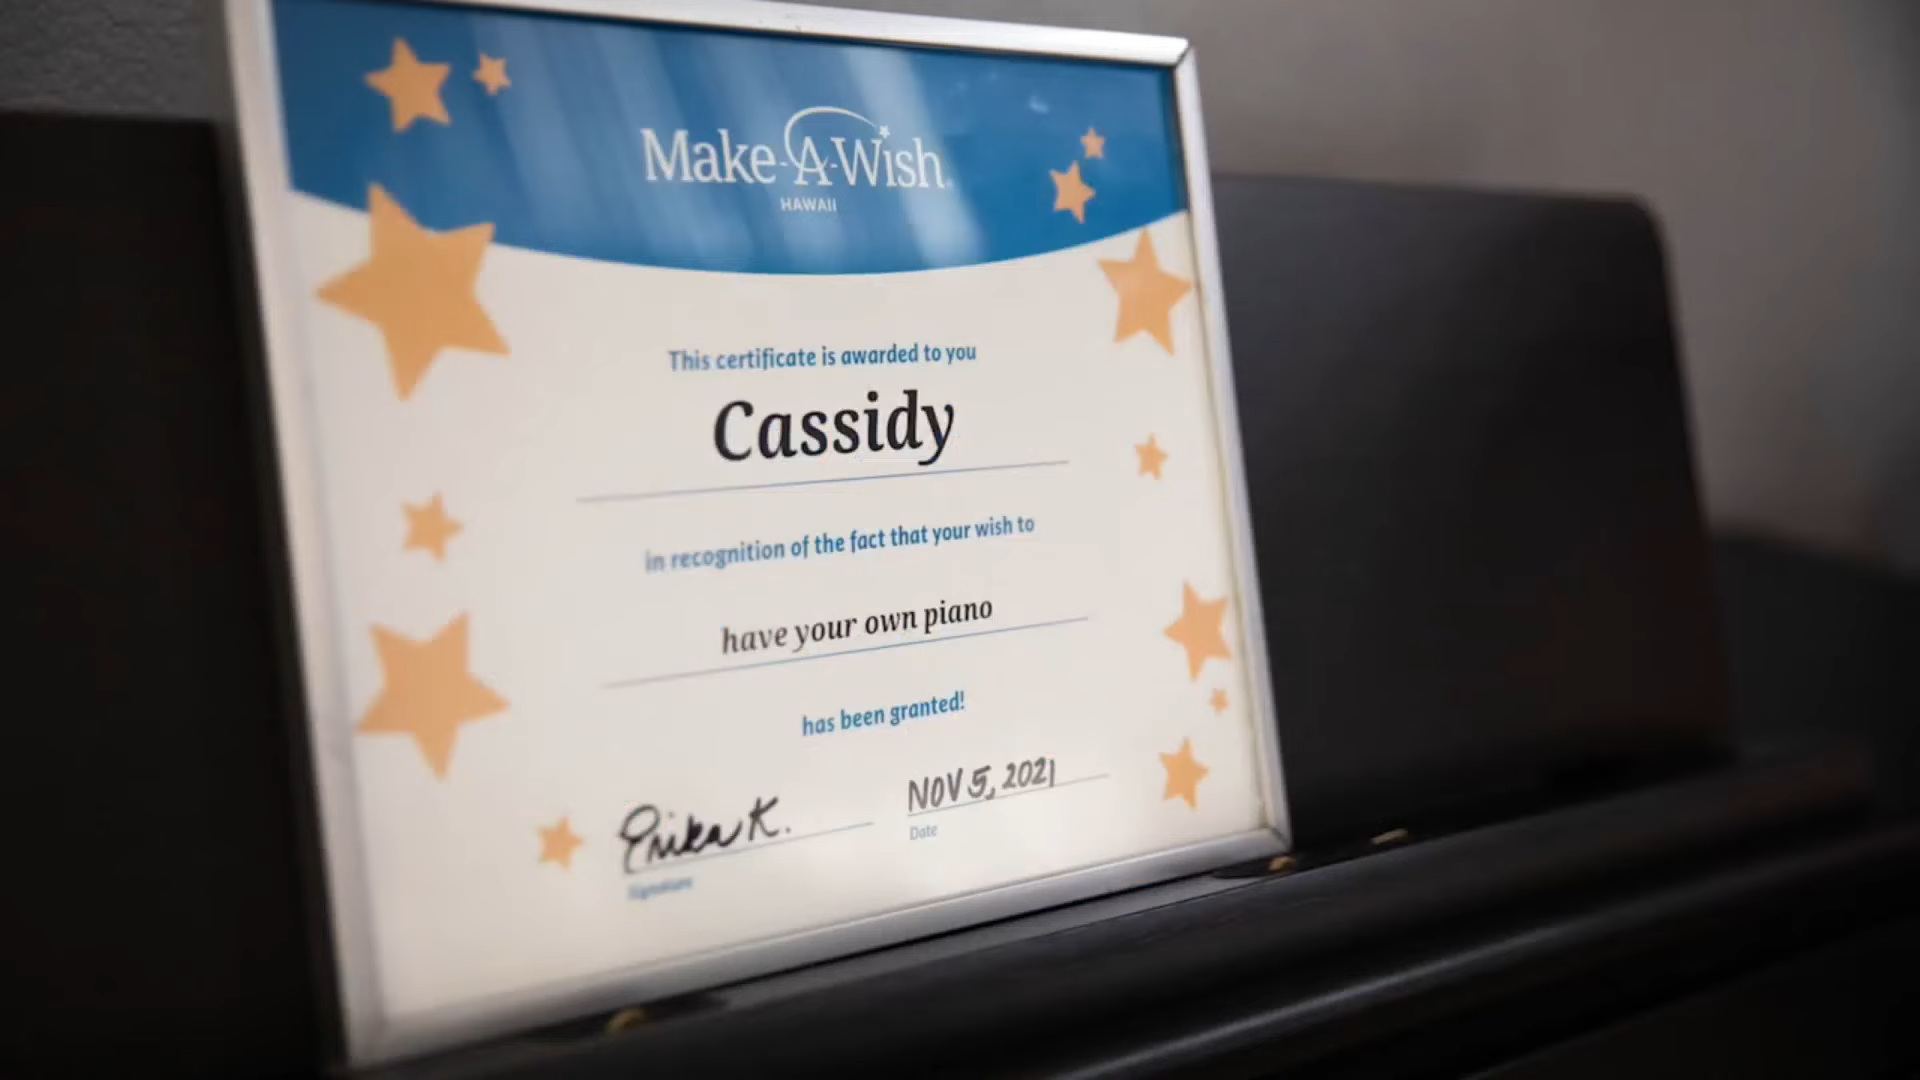 Make-A-Wish
HAWAII
This certificate is awarded to you
Cassidy
in recognition of the fact that your wish to
have your own piano
has been granted!
Erika K.
NOV 5, 2021
Signature
Date